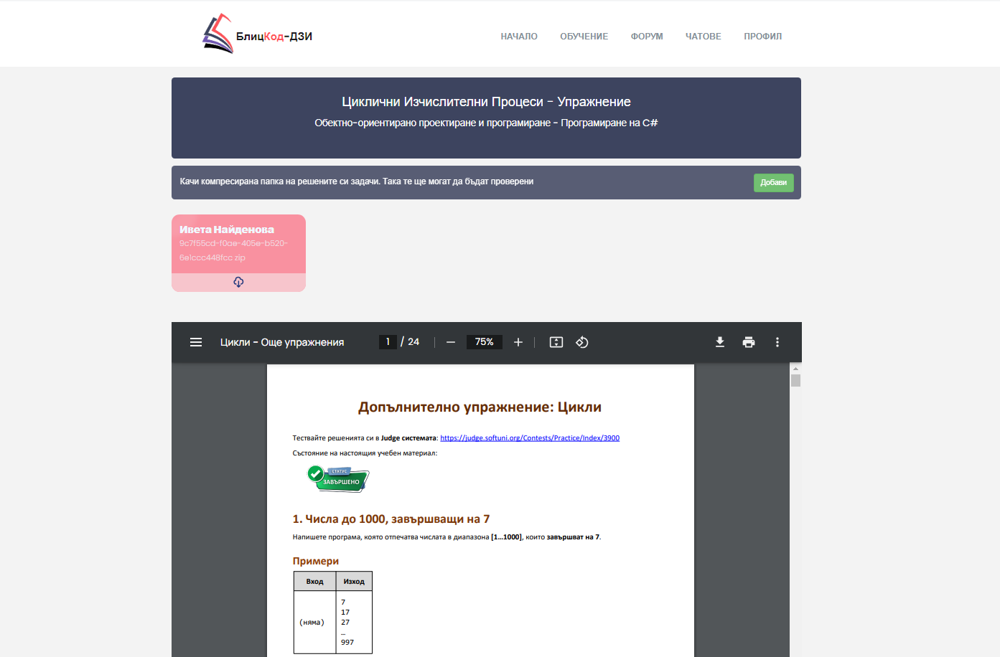 БлицКод-ДЗИ
НАЧАЛО ОБУЧЕНИЕ ФОРУМ ЧАТОВЕ ПРОФИЛ
Циклични Изчислителни Процеси - Упражнение
Обектно-ориентирано проектиране и програмиране - Програмиране на C#
Качи компресирана папка на решените си задачи. Така те ще могат да бъдат проверени
Добави
Ивета Найденова
9c7f55cd-f0ae-405e-b520-
6e1ccc448fcc zip
Цикли - Още упражнения 1 / 24 75%
Допълнително упражнение: Цикли
Тествайте решенията си в Judge системата: https://judge.softuni.org/Contests/Practice/Index/3900
Състояние на настоящия учебен материал:
СТАТУС
ЗАВЪРШЕНО
1. Числа до 1000, завършващи на 7
Напишете програма, която отпечатва числата в диапазона [1…1000], които завършват на 7.
Примери
Вход Изход
(няма)
7
17
27
…
997